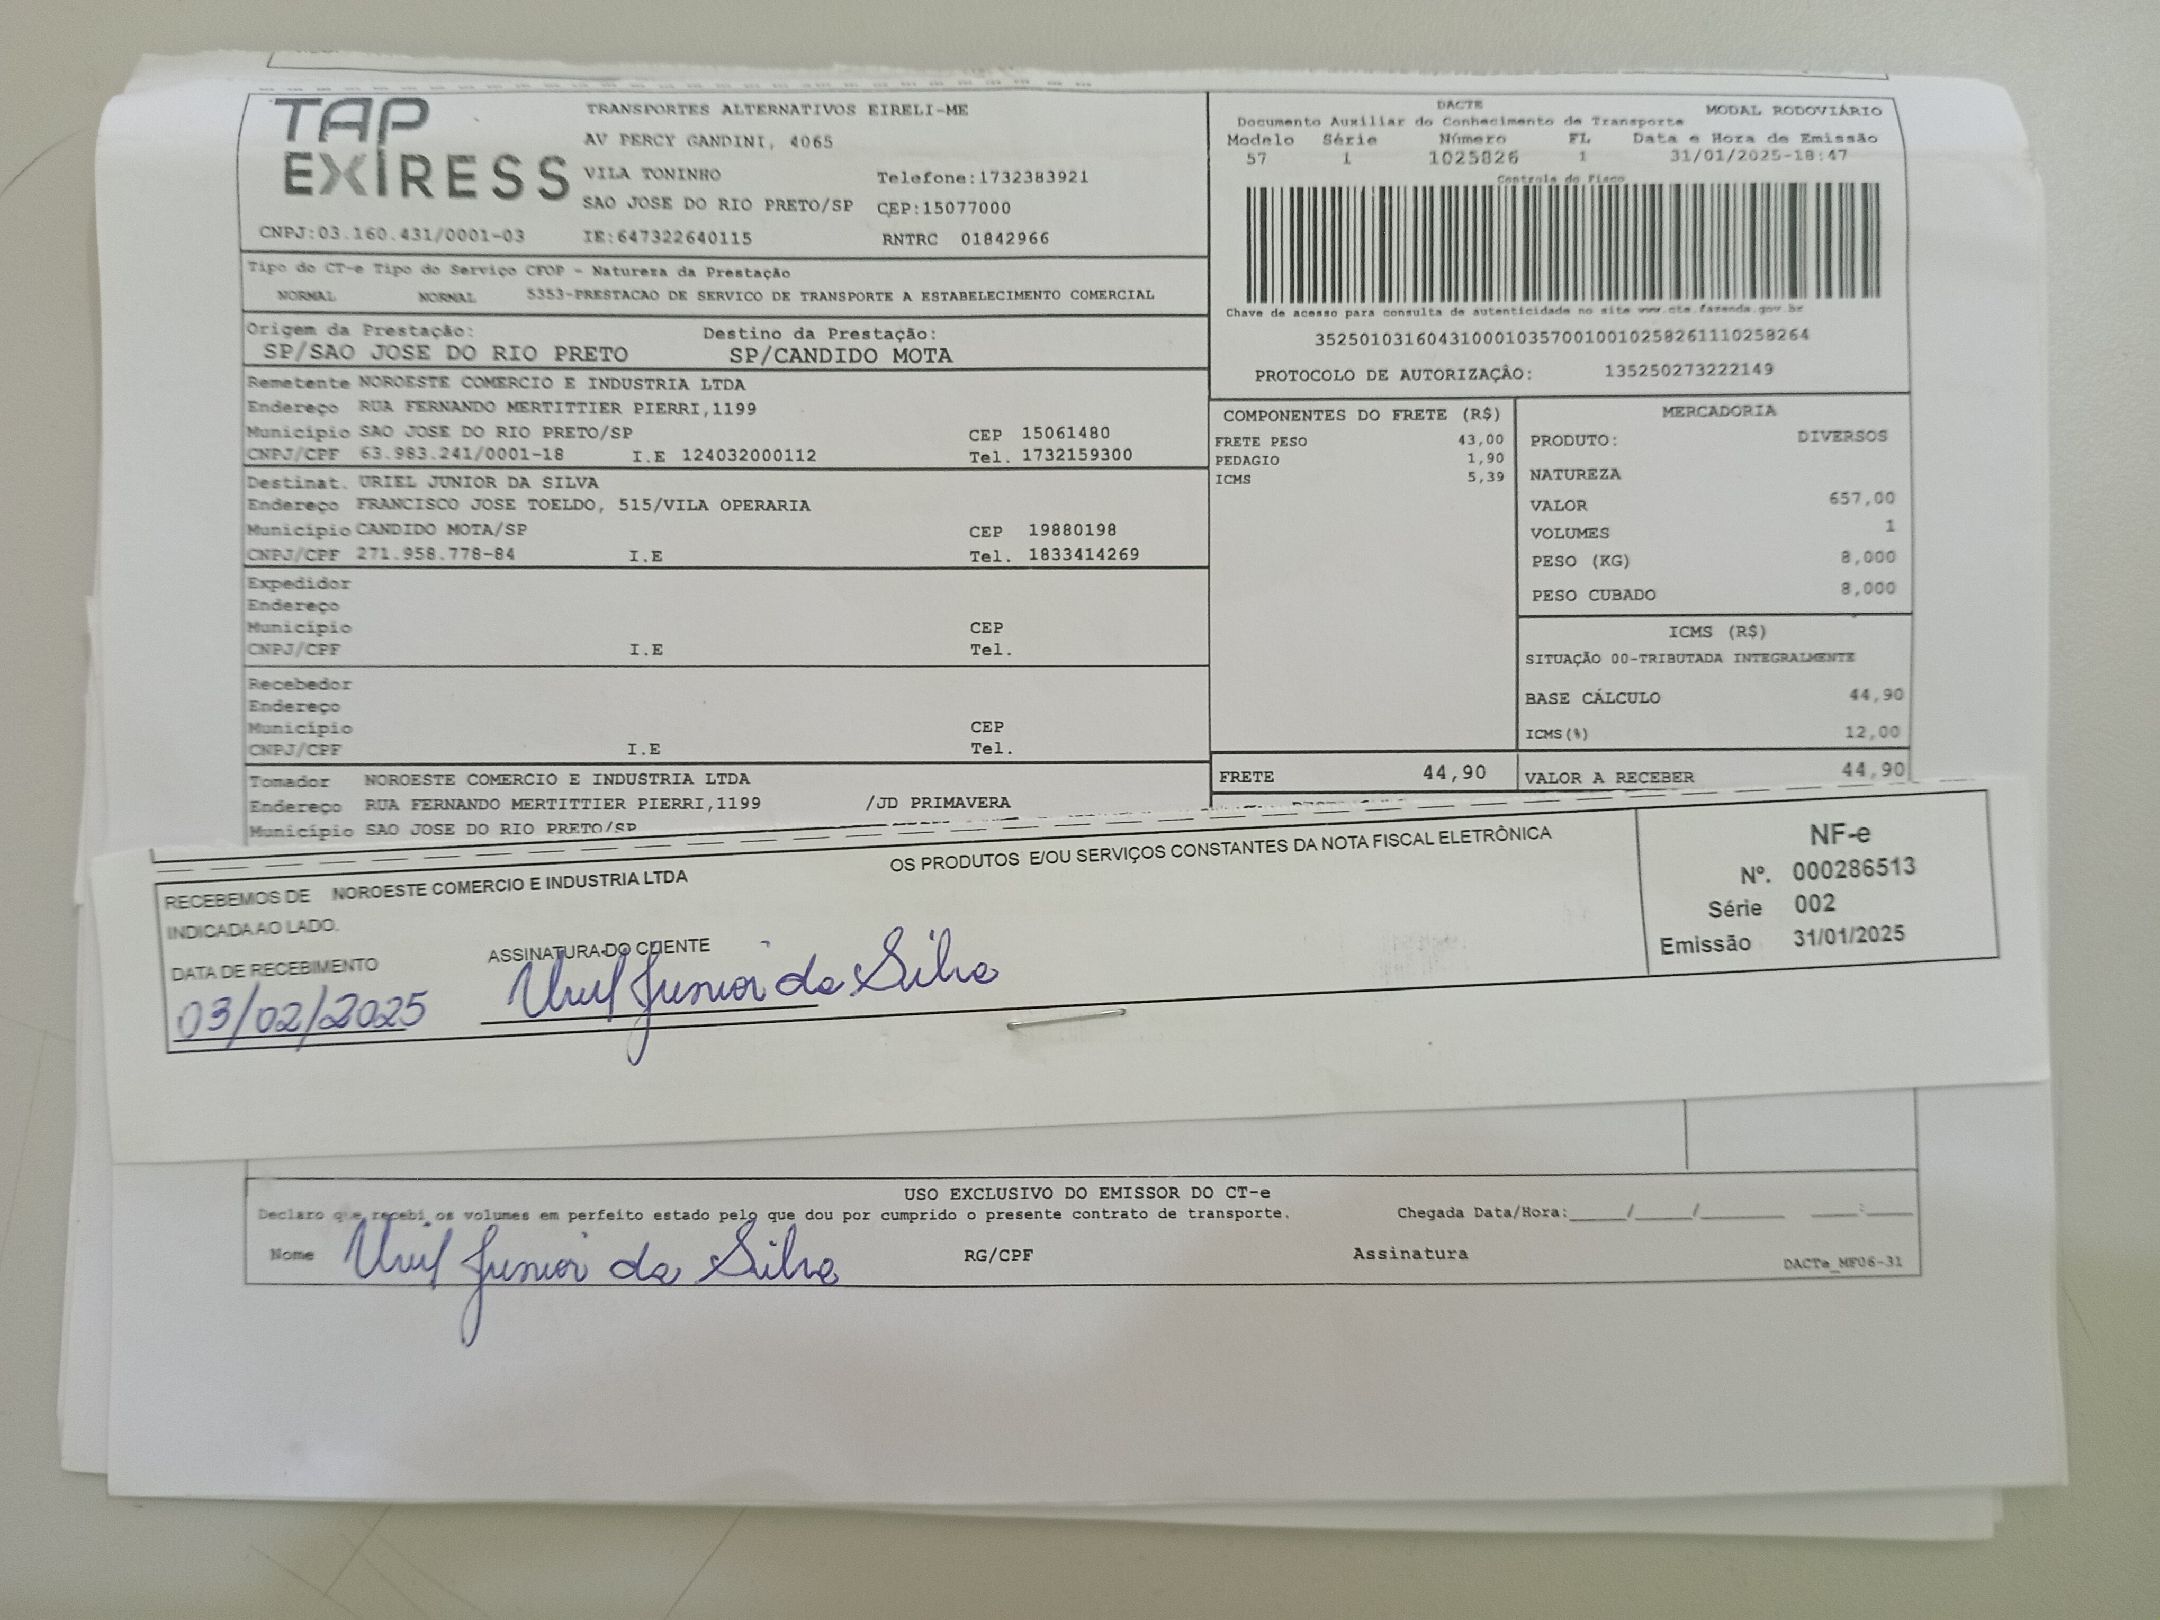 TAP
EXIRESS
TRANSPORTES ALTERNATIVOS EIRELI-ME
AV PERCY GANDINI, 4065
VILA TONINHO Telefone:1732383921
SAO JOSE DO RIO PRETO/SP CEP:15077000
CNPJ:03.160.431/0001-03 IE:647322640115 RNTRC 01842966
DACTE MODAL RODOVIÁRIO
Documento Auxiliar do Conhecimento de Transporte
Modelo Série Número FL Data e Hora de Emissão
57 1 1025826 1 31/01/2025-18:47
Controle do Fisco
Chave de acesso para consulta de autenticidade no site www.cte.fazenda.gov.br
35250103160431000103570010010258261110258264
PROTOCOLO DE AUTORIZAÇÃO: 135250273222149
Tipo do CT-e Tipo do Serviço CFOP - Natureza da Prestação
NORMAL NORMAL 5353-PRESTACAO DE SERVICO DE TRANSPORTE A ESTABELECIMENTO COMERCIAL
Origem da Prestação: Destino da Prestação:
SP/SAO JOSE DO RIO PRETO SP/CANDIDO MOTA
Remetente NOROESTE COMERCIO E INDUSTRIA LTDA
Endereço RUA FERNANDO MERTITTIER PIERRI,1199
Município SAO JOSE DO RIO PRETO/SP CEP 15061480
CNPJ/CPF 63.983.241/0001-18 I.E 124032000112 Tel. 1732159300
Destinat. URIEL JUNIOR DA SILVA
Endereço FRANCISCO JOSE TOELDO, 515/VILA OPERARIA
Município CANDIDO MOTA/SP CEP 19880198
CNPJ/CPF 271.958.778-84 I.E Tel. 1833414269
Expedidor
Endereço
Município CEP
CNPJ/CPF I.E Tel.
Recebedor
Endereço
Município CEP
CNPJ/CPF I.E Tel.
Tomador NOROESTE COMERCIO E INDUSTRIA LTDA
Endereço RUA FERNANDO MERTITTIER PIERRI,1199 /JD PRIMAVERA
Município SAO JOSE DO RIO PRETO/SP
COMPONENTES DO FRETE (R$)
FRETE PESO 43,00
PEDAGIO 1,90
ICMS 5,39
FRETE 44,90
MERCADORIA
PRODUTO: DIVERSOS
NATUREZA
VALOR 657,00
VOLUMES 1
PESO (KG) 8,000
PESO CUBADO 8,000
ICMS (R$)
SITUAÇÃO 00-TRIBUTADA INTEGRALMENTE
BASE CÁLCULO 44,90
ICMS(%) 12,00
VALOR A RECEBER 44,90
RECEBEMOS DE NOROESTE COMERCIO E INDUSTRIA LTDA OS PRODUTOS E/OU SERVIÇOS CONSTANTES DA NOTA FISCAL ELETRÔNICA
INDICADA AO LADO.
DATA DE RECEBIMENTO ASSINATURA DO CLIENTE
03/02/2025 Uriel Junior da Silva
NF-e
Nº. 000286513
Série 002
Emissão 31/01/2025
USO EXCLUSIVO DO EMISSOR DO CT-e
Declaro que recebi os volumes em perfeito estado pelo que dou por cumprido o presente contrato de transporte. Chegada Data/Hora:_____/_____/_______ ____:____
Nome Uriel Junior da Silva RG/CPF Assinatura
DACTe_MF06-31